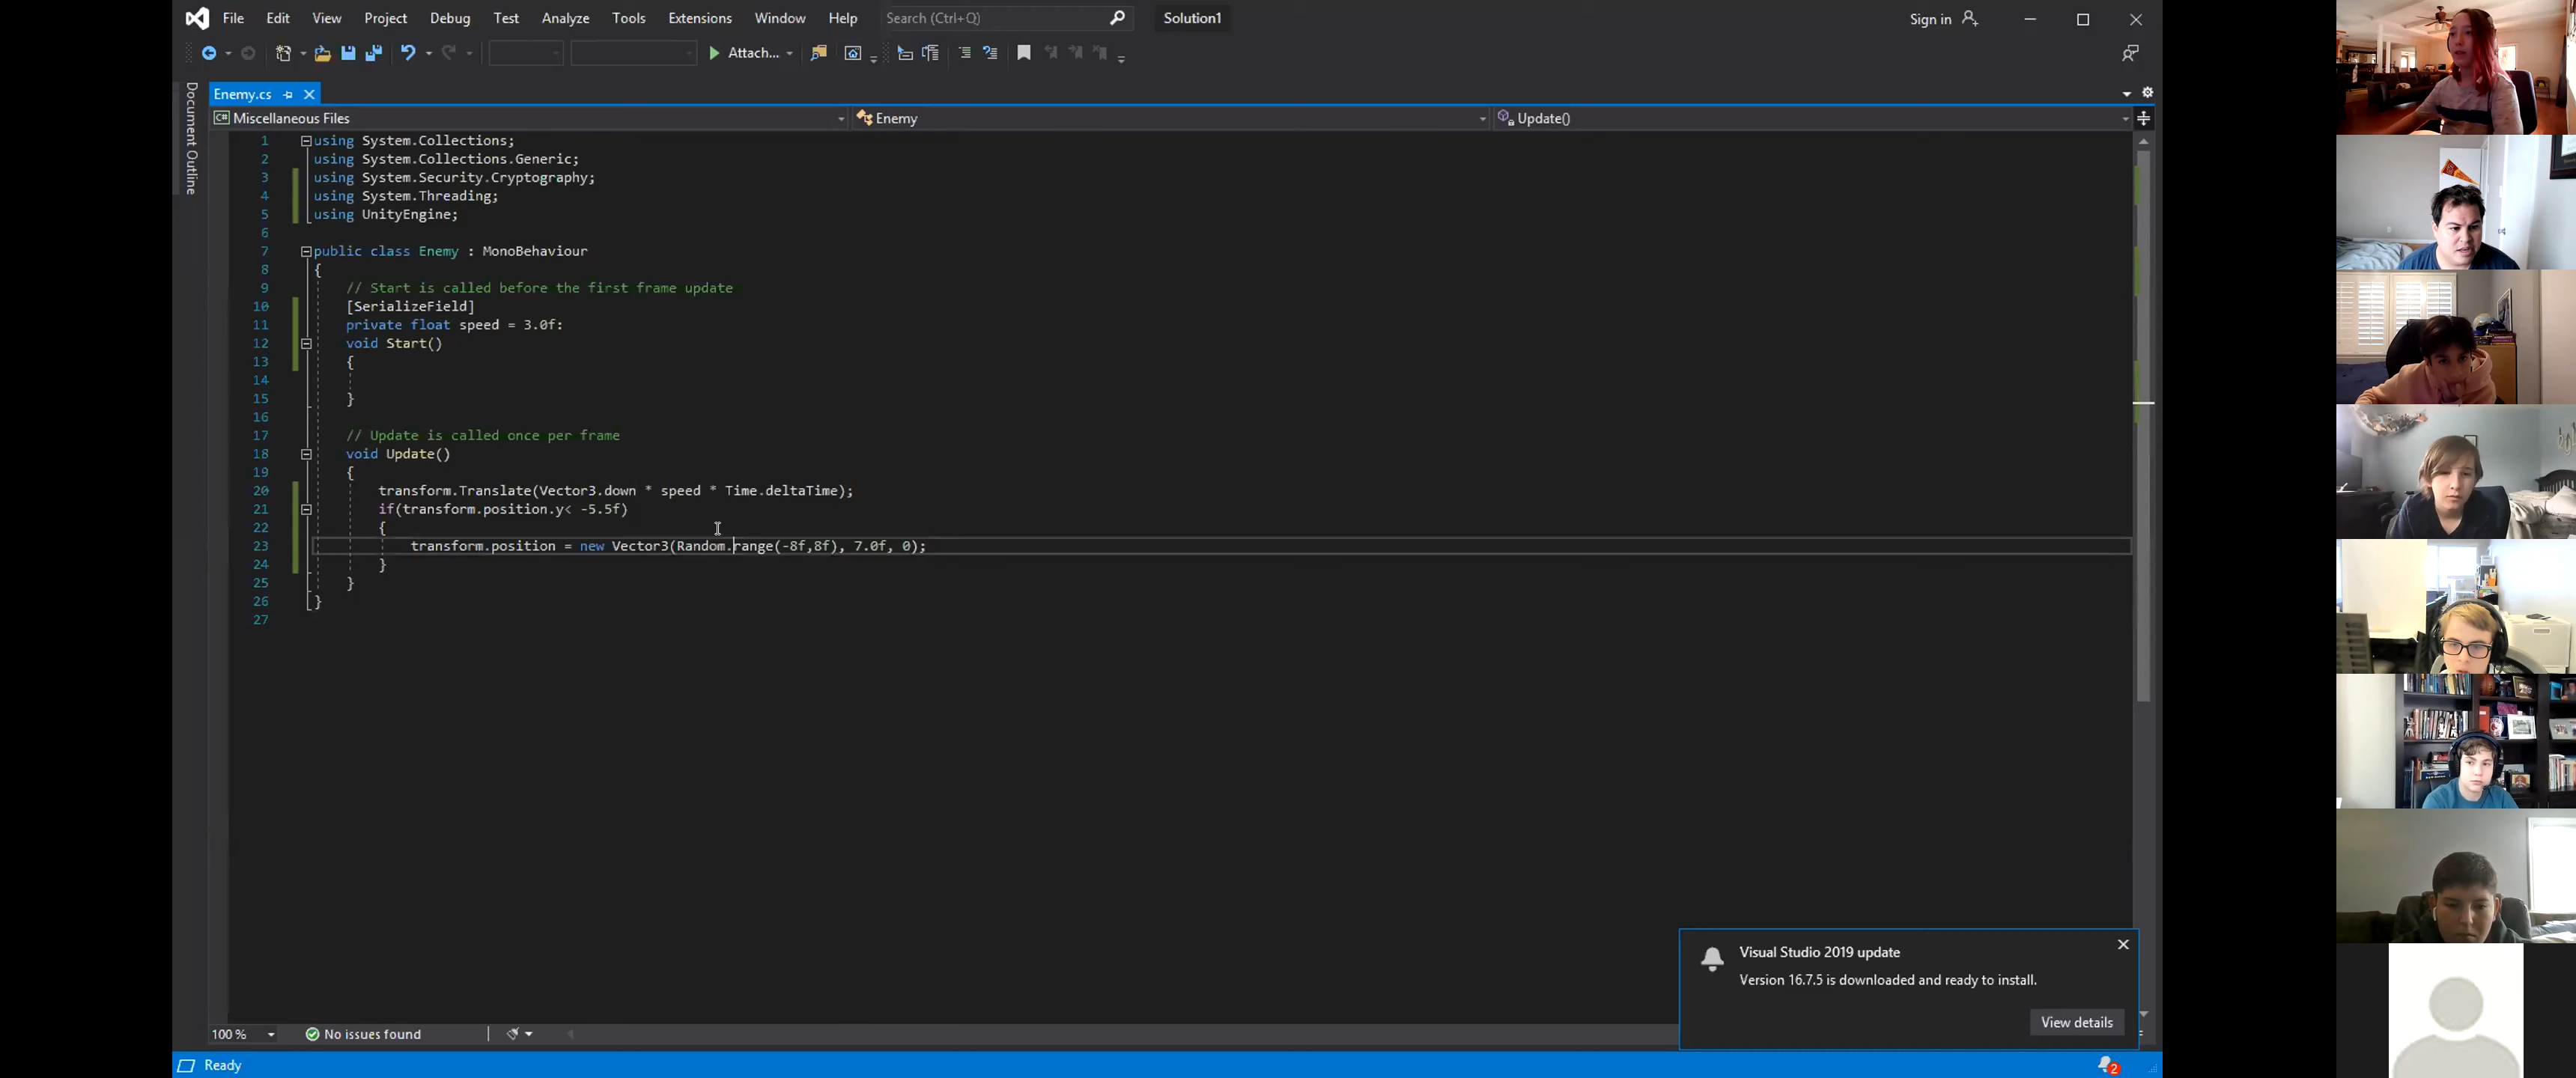 File Edit View Project Debug Test Analyze Tools Extensions Window Help Search (Ctrl+Q) Solution1 Sign in
Attach...
Document Outline
Enemy.cs
C# Miscellaneous Files Enemy Update()
1 using System.Collections;
2 using System.Collections.Generic;
3 using System.Security.Cryptography;
4 using System.Threading;
5 using UnityEngine;
6
7 public class Enemy : MonoBehaviour
8 {
9 // Start is called before the first frame update
10 [SerializeField]
11 private float speed = 3.0f:
12 void Start()
13 {
14
15 }
16
17 // Update is called once per frame
18 void Update()
19 {
20 transform.Translate(Vector3.down * speed * Time.deltaTime);
21 if(transform.position.y< -5.5f)
22 {
23 transform.position = new Vector3(Random.range(-8f,8f), 7.0f, 0);
24 }
25 }
26 }
27
Visual Studio 2019 update
Version 16.7.5 is downloaded and ready to install.
View details
100 % No issues found
Ready 2